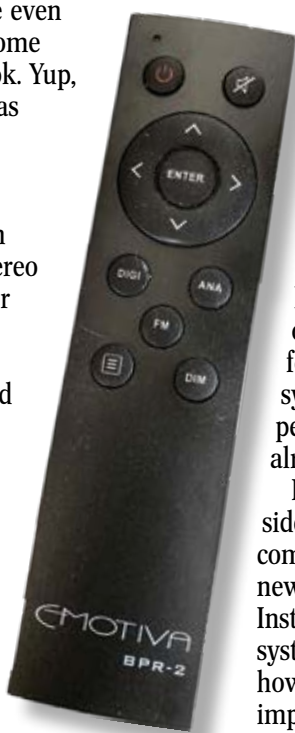 even
ome
ok. Yup,
as
ereo
r
d
ENTER
DIGI
ANA
FM
DIM
EMOTIVA
BPR-2
sy
pe
alr
side
com
new
Inst
syst
how
imp